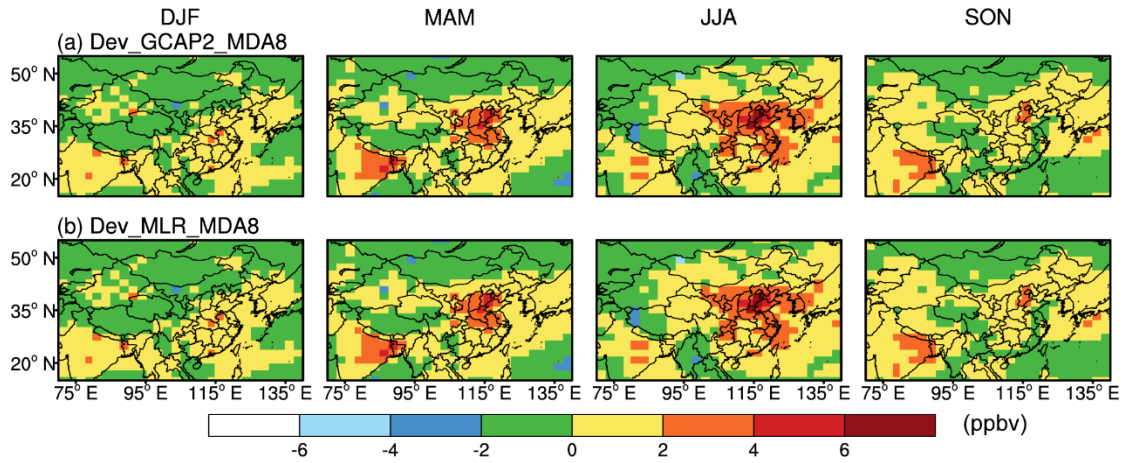 DJF MAM JJA SON
(a) Dev_GCAP2_MDA8
50° N
35° N
20° N
(b) Dev_MLR_MDA8
50° N
35° N
20° N
75° E 95° E 115° E 135° E 75° E 95° E 115° E 135° E 75° E 95° E 115° E 135° E 75° E 95° E 115° E 135° E
-6 -4 -2 0 2 4 6 (ppbv)